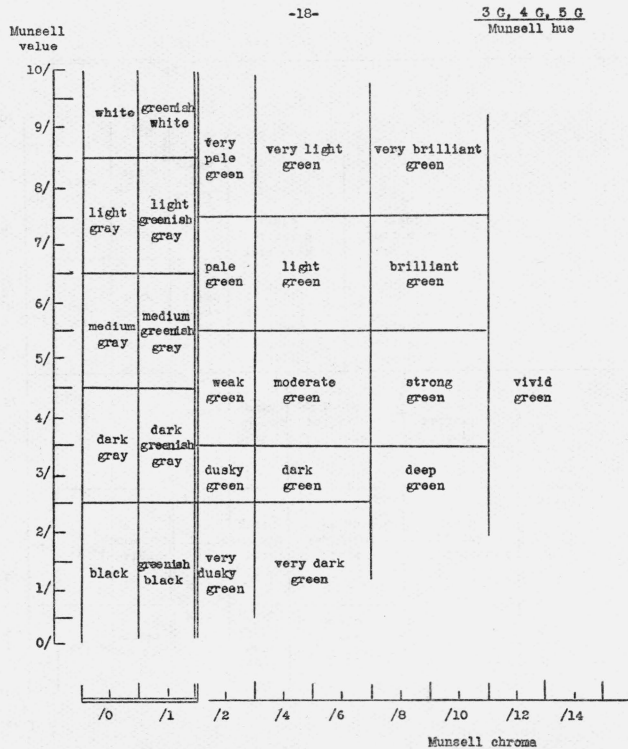 -18-
3 G, 4 G, 5 G
Munsell hue
Munsell
value
10/
9/
8/
7/
6/
5/
4/
3/
2/
1/
0/
white
greenish
white
very
pale
green
very light
green
very brilliant
green
light
gray
light
greenish
gray
pale
green
light
green
brilliant
green
medium
gray
medium
greenish
gray
weak
green
moderate
green
strong
green
vivid
green
dark
gray
dark
greenish
gray
dusky
green
dark
green
deep
green
black
greenish
black
very
dusky
green
very dark
green
/0
/1
/2
/4
/6
/8
/10
/12
/14
Munsell chroma